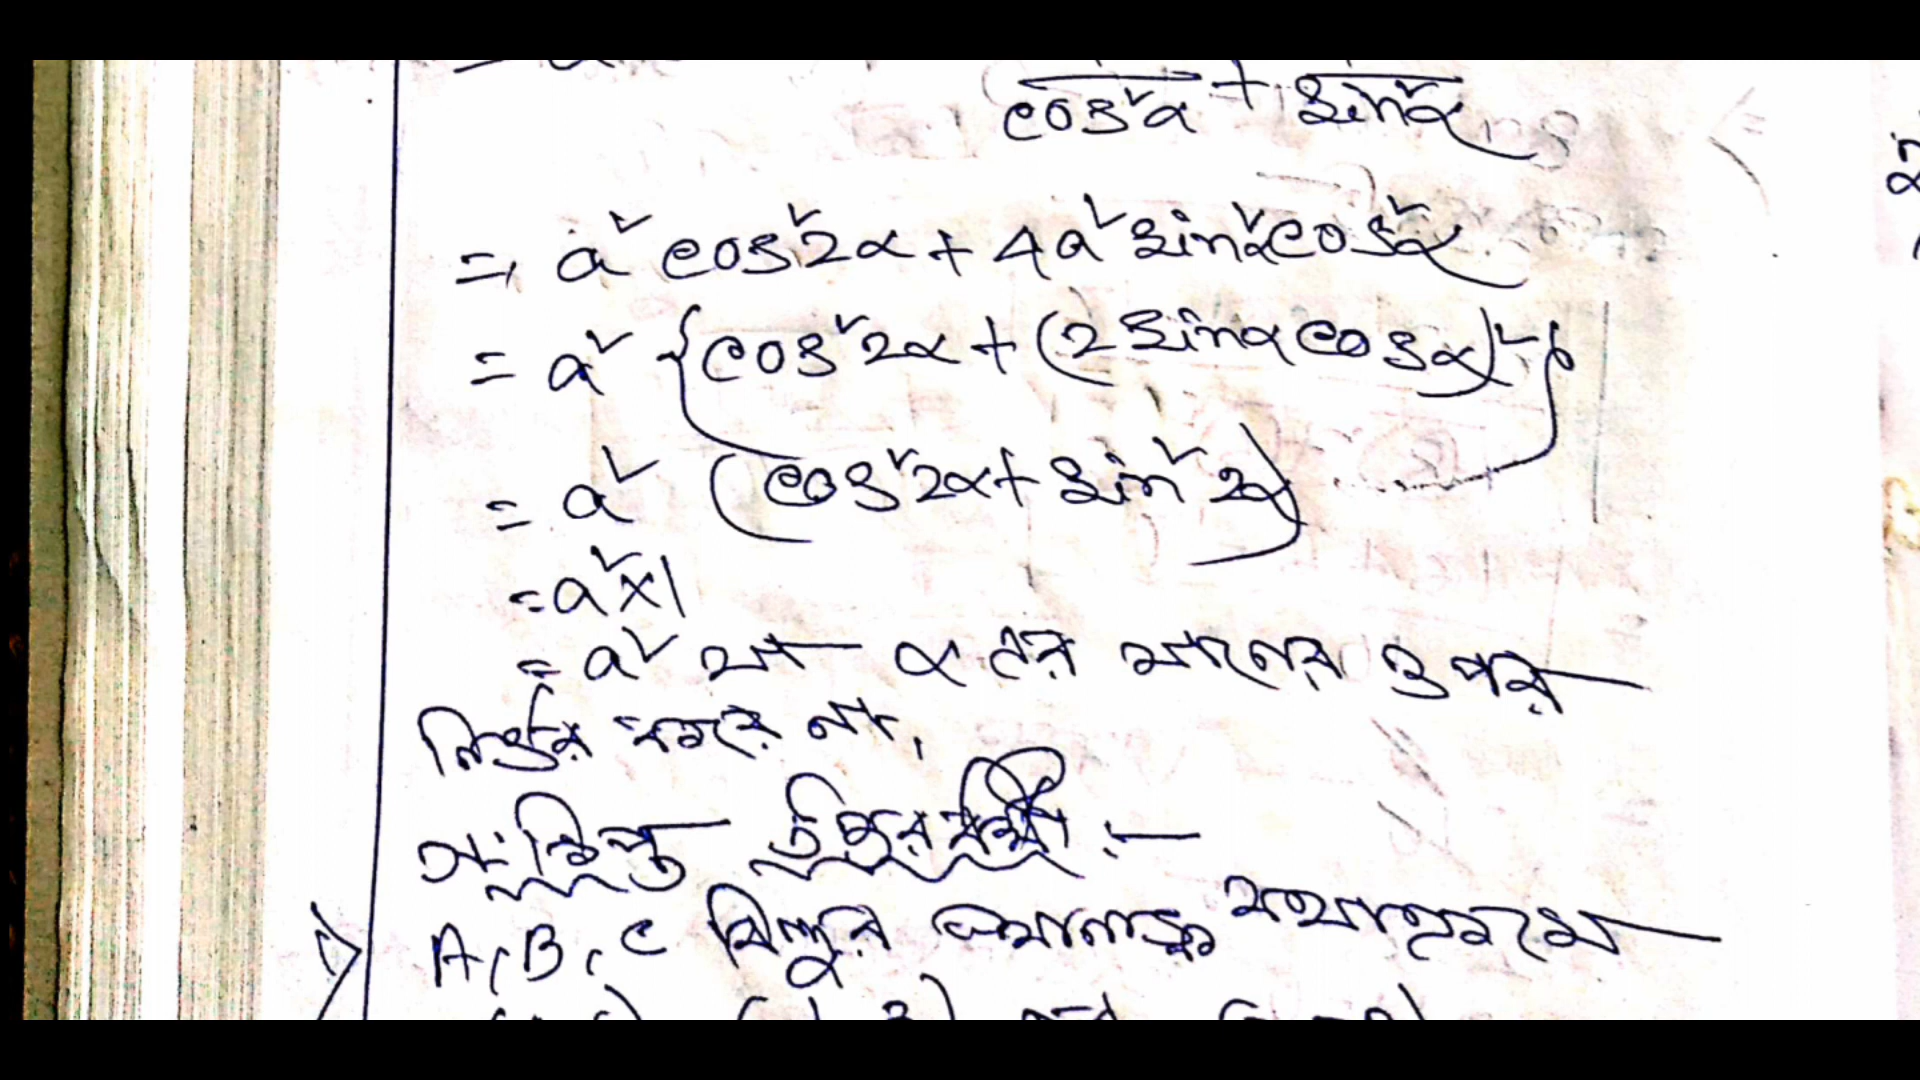 cos²α + sin²α
= a² cos²2α + 4a² sin²α cos²α
= a² {cos²2α + (2 sinα cosα)²}
= a² (cos²2α + sin²2α)
= a² × 1
= a² যা α এর মানের ওপর
নির্ভর করে না,
সংক্ষিপ্ত উত্তরধর্মী :—
1) A, B, C বিন্দুর স্থানাঙ্ক যথাক্রমে